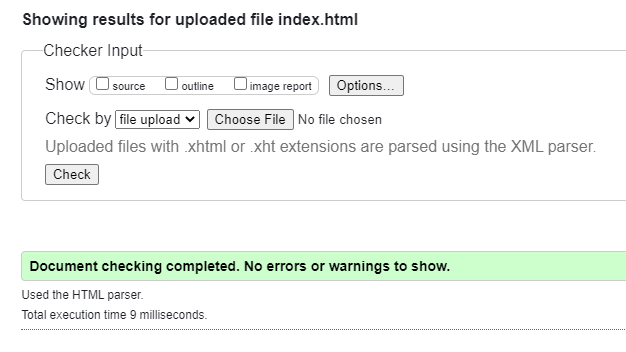 Showing results for uploaded file index.html
Checker Input
Show source outline image report Options...
Check by file upload Choose File No file chosen
Uploaded files with .xhtml or .xht extensions are parsed using the XML parser.
Check
Document checking completed. No errors or warnings to show.
Used the HTML parser.
Total execution time 9 milliseconds.